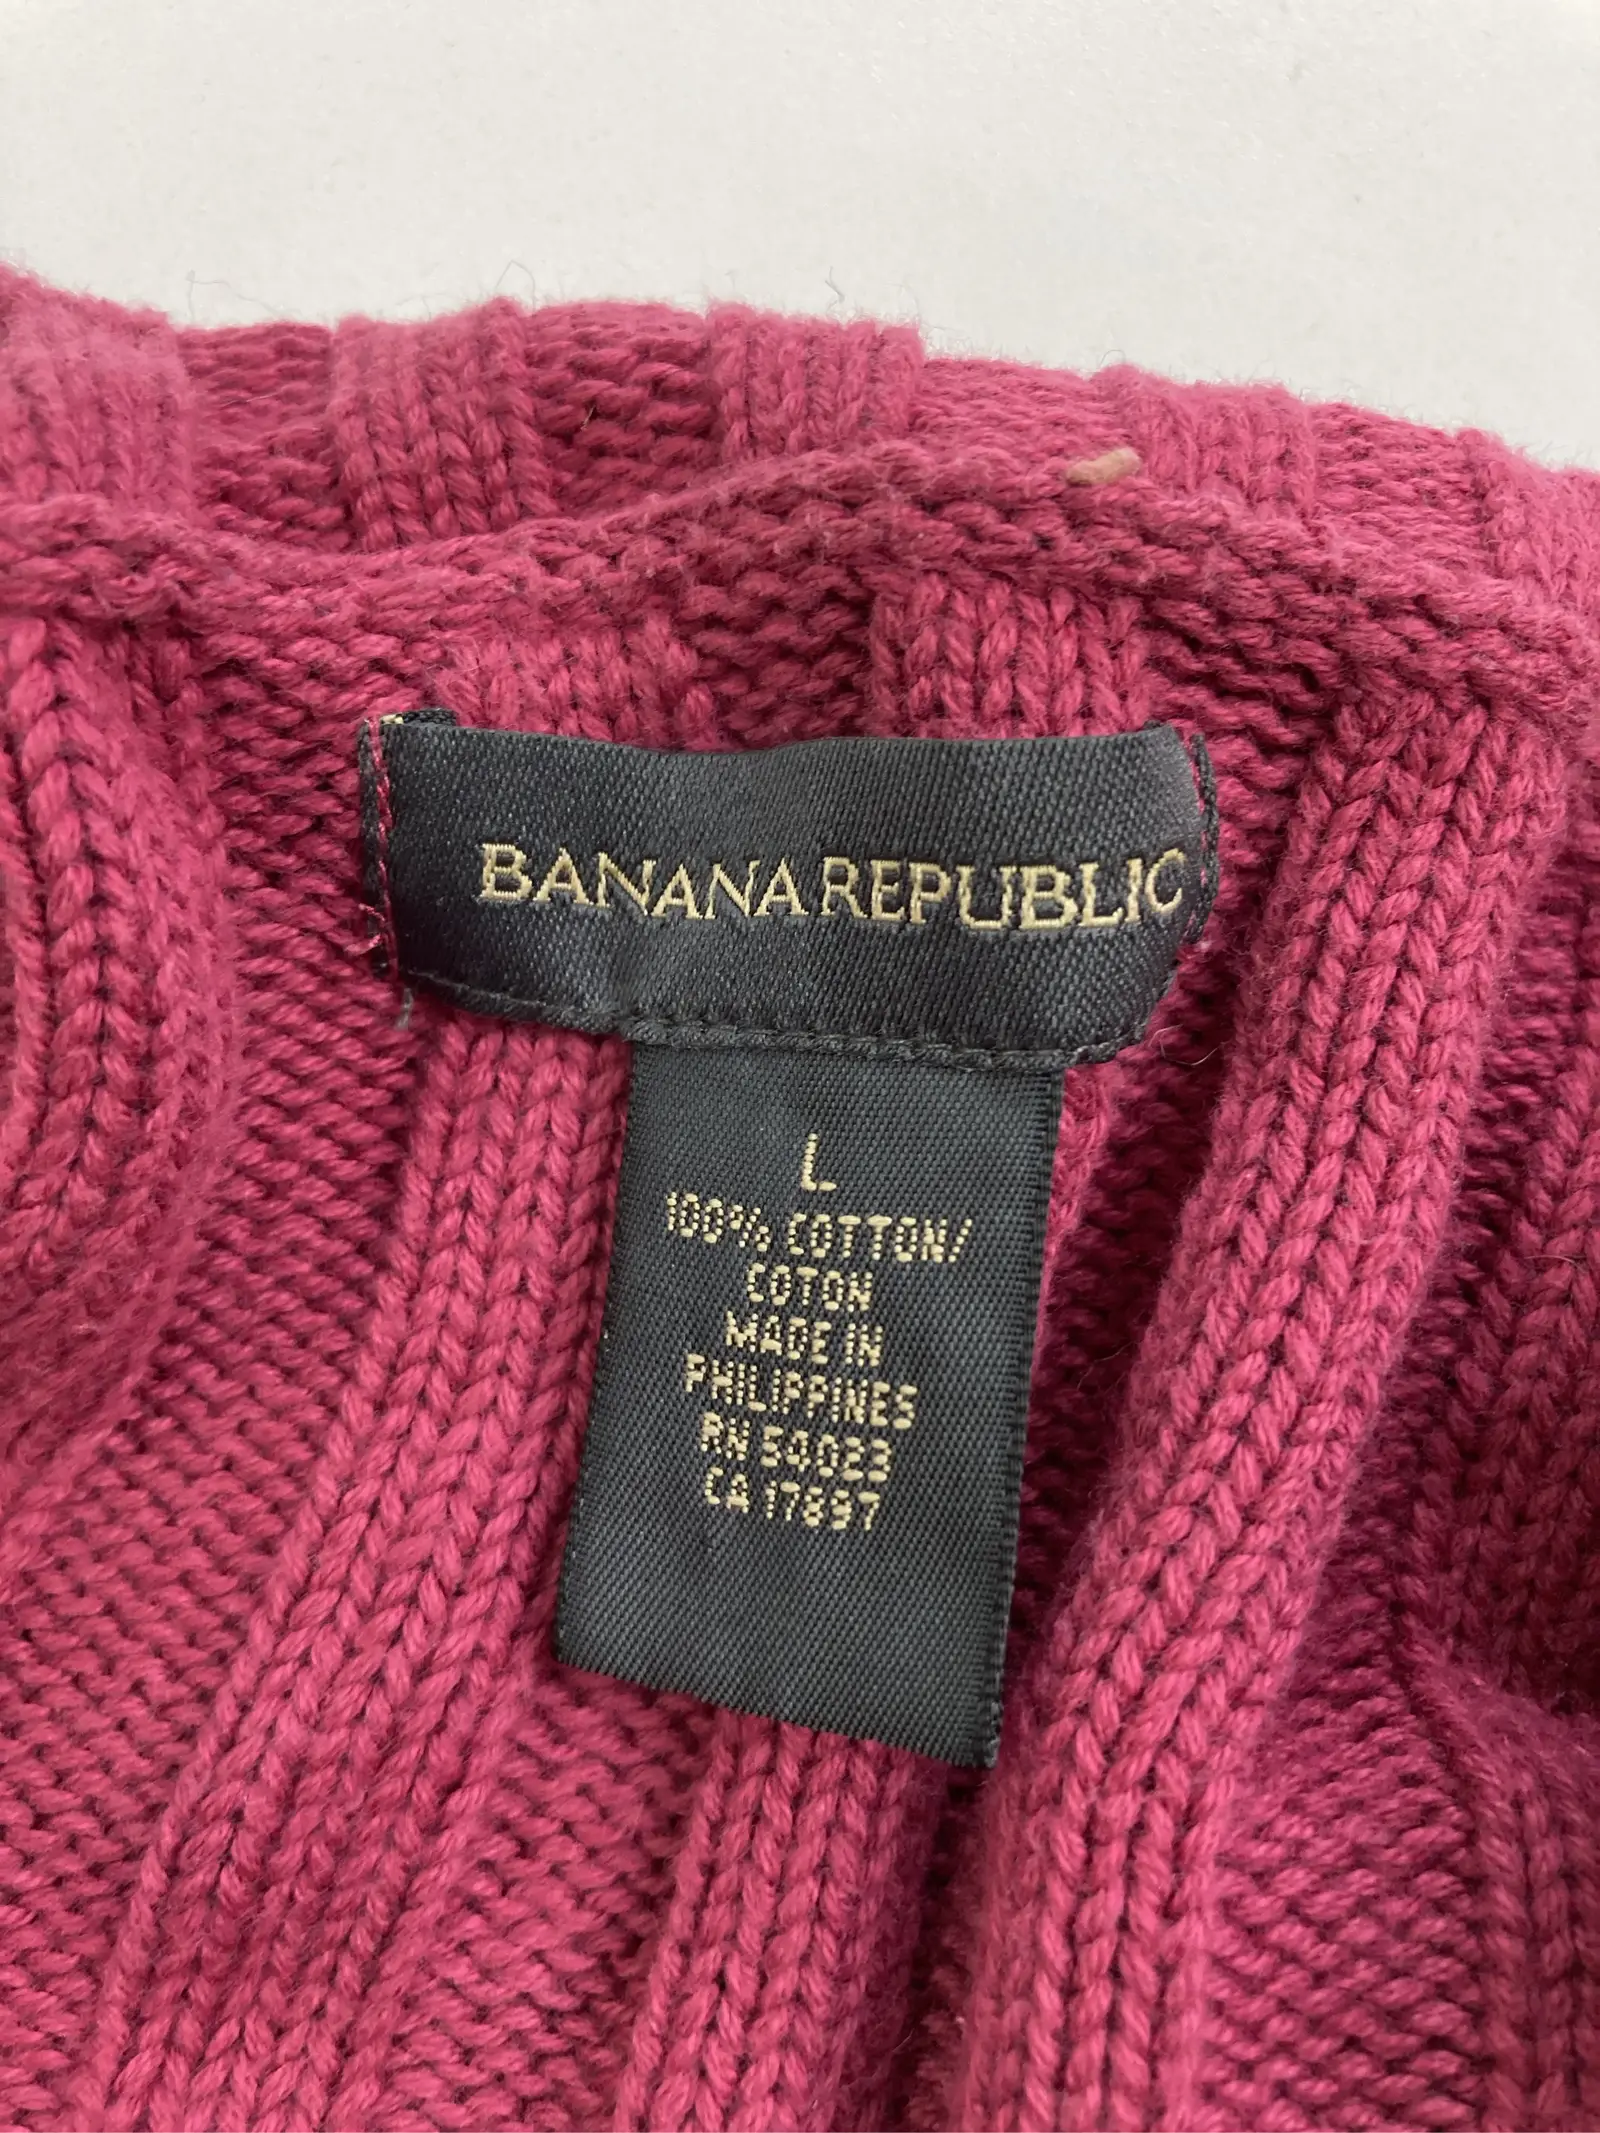 BANANA REPUBLIC
L
100% COTTON/
COTON
MADE IN
PHILIPPINES
RN 54023
CA 17897